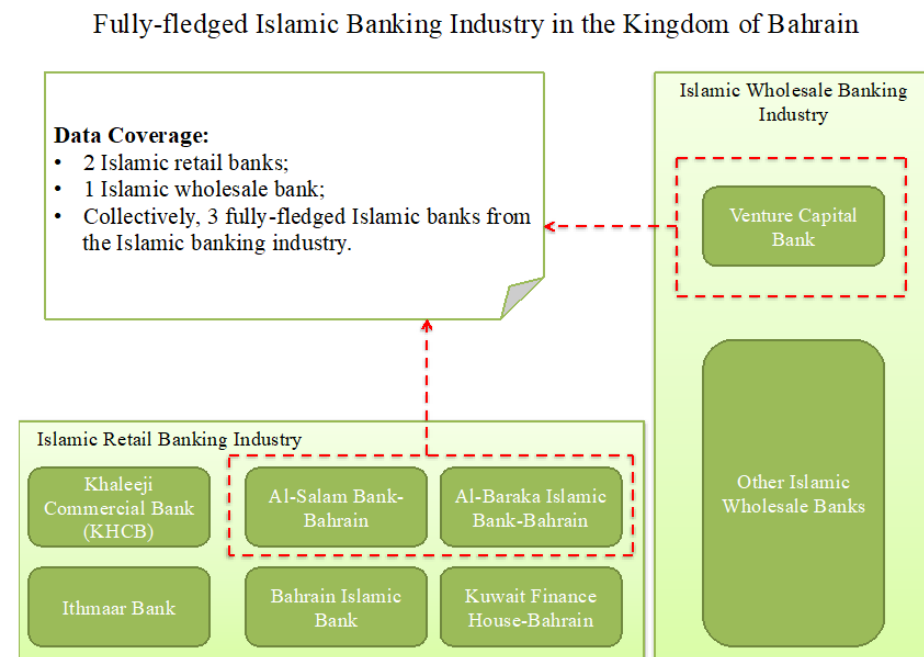 Fully-fledged Islamic Banking Industry in the Kingdom of Bahrain
Data Coverage:
• 2 Islamic retail banks;
• 1 Islamic wholesale bank;
• Collectively, 3 fully-fledged Islamic banks from
the Islamic banking industry.
Islamic Wholesale Banking
Industry
Venture Capital
Bank
Other Islamic
Wholesale Banks
Islamic Retail Banking Industry
Khaleeji
Commercial Bank
(KHCB)
Al-Salam Bank-
Bahrain
Al-Baraka Islamic
Bank-Bahrain
Ithmaar Bank
Bahrain Islamic
Bank
Kuwait Finance
House-Bahrain